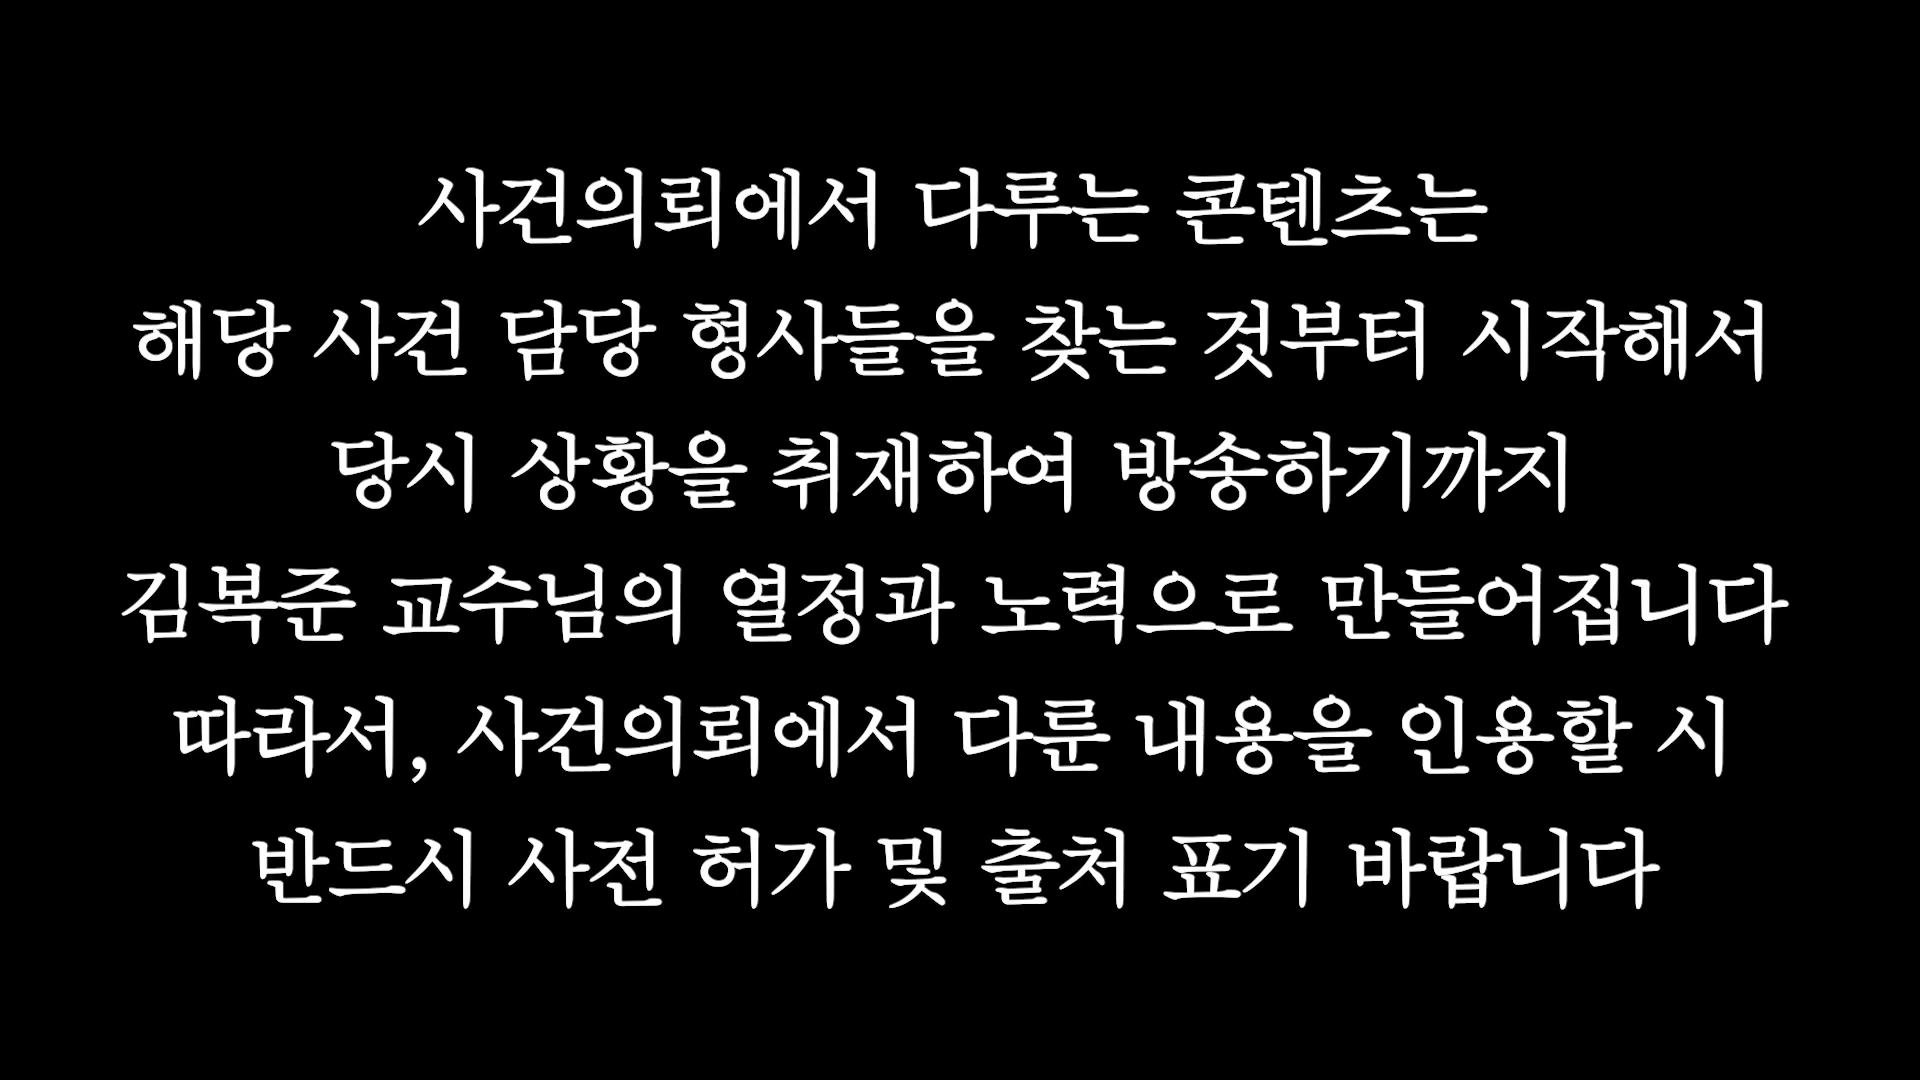 사건의뢰에서 다루는 콘텐츠는
해당 사건 담당 형사들을 찾는 것부터 시작해서
당시 상황을 취재하여 방송하기까지
김복준 교수님의 열정과 노력으로 만들어집니다
따라서, 사건의뢰에서 다룬 내용을 인용할 시
반드시 사전 허가 및 출처 표기 바랍니다